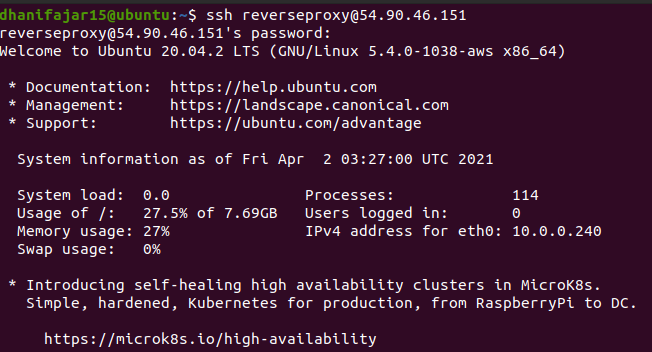 dhanifajar15@ubuntu:~$ ssh reverseproxy@54.90.46.151
reverseproxy@54.90.46.151's password:
Welcome to Ubuntu 20.04.2 LTS (GNU/Linux 5.4.0-1038-aws x86_64)
* Documentation: https://help.ubuntu.com
* Management: https://landscape.canonical.com
* Support: https://ubuntu.com/advantage
System information as of Fri Apr 2 03:27:00 UTC 2021
System load: 0.0 Processes: 114
Usage of /: 27.5% of 7.69GB Users logged in: 0
Memory usage: 27% IPv4 address for eth0: 10.0.0.240
Swap usage: 0%
* Introducing self-healing high availability clusters in MicroK8s.
Simple, hardened, Kubernetes for production, from RaspberryPi to DC.
https://microk8s.io/high-availability